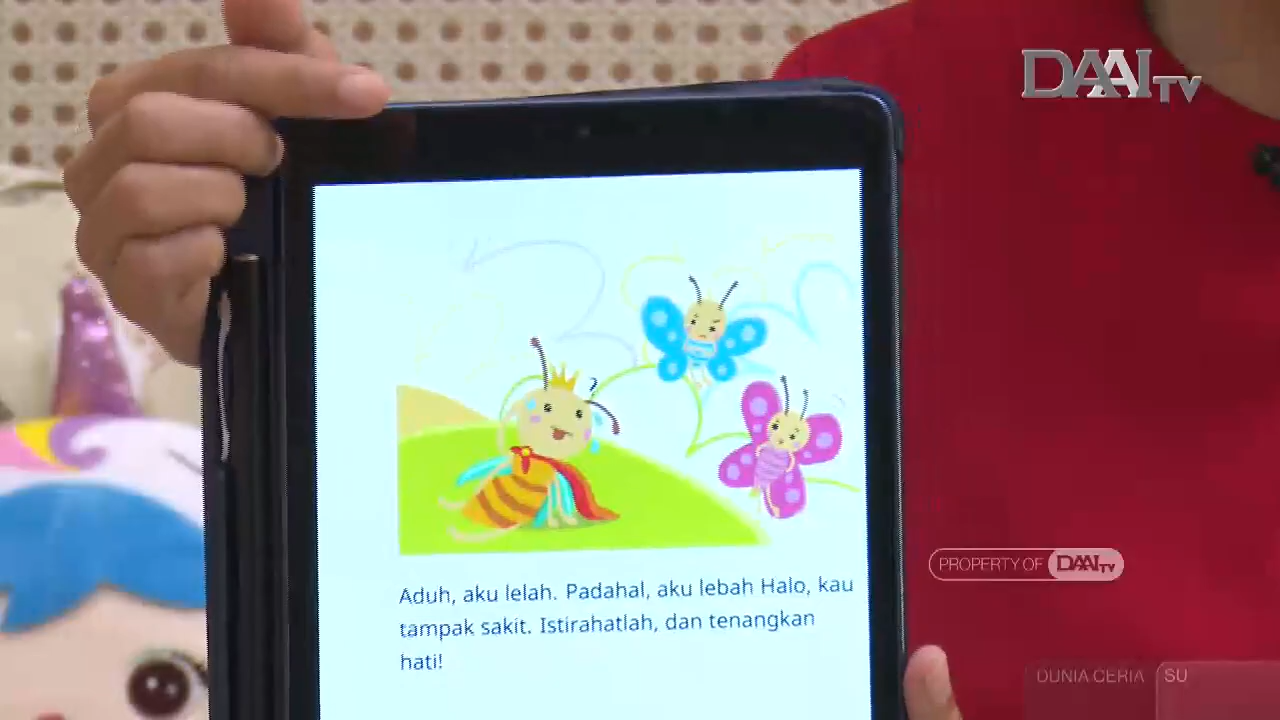 DAAI TV
Aduh, aku lelah. Padahal, aku lebah Halo, kau
tampak sakit. Istirahatlah, dan tenangkan
hati!
PROPERTY OF DAAI TV
DUNIA CERIA SU